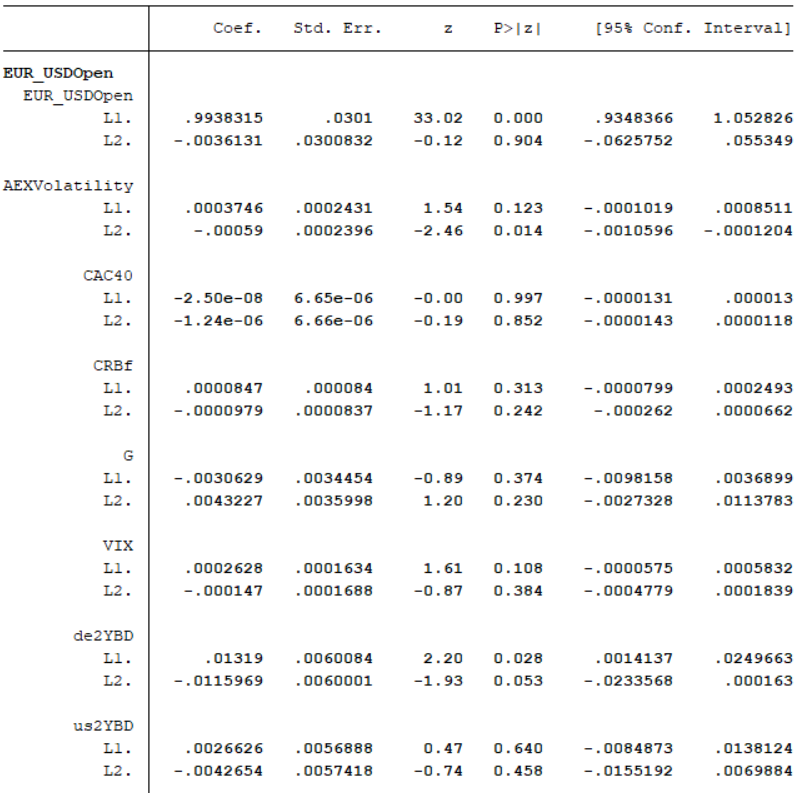 Coef. Std. Err. z P>|z| [95% Conf. Interval]
EUR_USDOpen
EUR_USDOpen
L1. .9938315 .0301 33.02 0.000 .9348366 1.052826
L2. -.0036131 .0300832 -0.12 0.904 -.0625752 .055349
AEXVolatility
L1. .0003746 .0002431 1.54 0.123 -.0001019 .0008511
L2. -.00059 .0002396 -2.46 0.014 -.0010596 -.0001204
CAC40
L1. -2.50e-08 6.65e-06 -0.00 0.997 -.0000131 .000013
L2. -1.24e-06 6.66e-06 -0.19 0.852 -.0000143 .0000118
CRBf
L1. .0000847 .000084 1.01 0.313 -.0000799 .0002493
L2. -.0000979 .0000837 -1.17 0.242 -.000262 .0000662
G
L1. -.0030629 .0034454 -0.89 0.374 -.0098158 .0036899
L2. .0043227 .0035998 1.20 0.230 -.0027328 .0113783
VIX
L1. .0002628 .0001634 1.61 0.108 -.0000575 .0005832
L2. -.000147 .0001688 -0.87 0.384 -.0004779 .0001839
de2YBD
L1. .01319 .0060084 2.20 0.028 .0014137 .0249663
L2. -.0115969 .0060001 -1.93 0.053 -.0233568 .000163
us2YBD
L1. .0026626 .0056888 0.47 0.640 -.0084873 .0138124
L2. -.0042654 .0057418 -0.74 0.458 -.0155192 .0069884